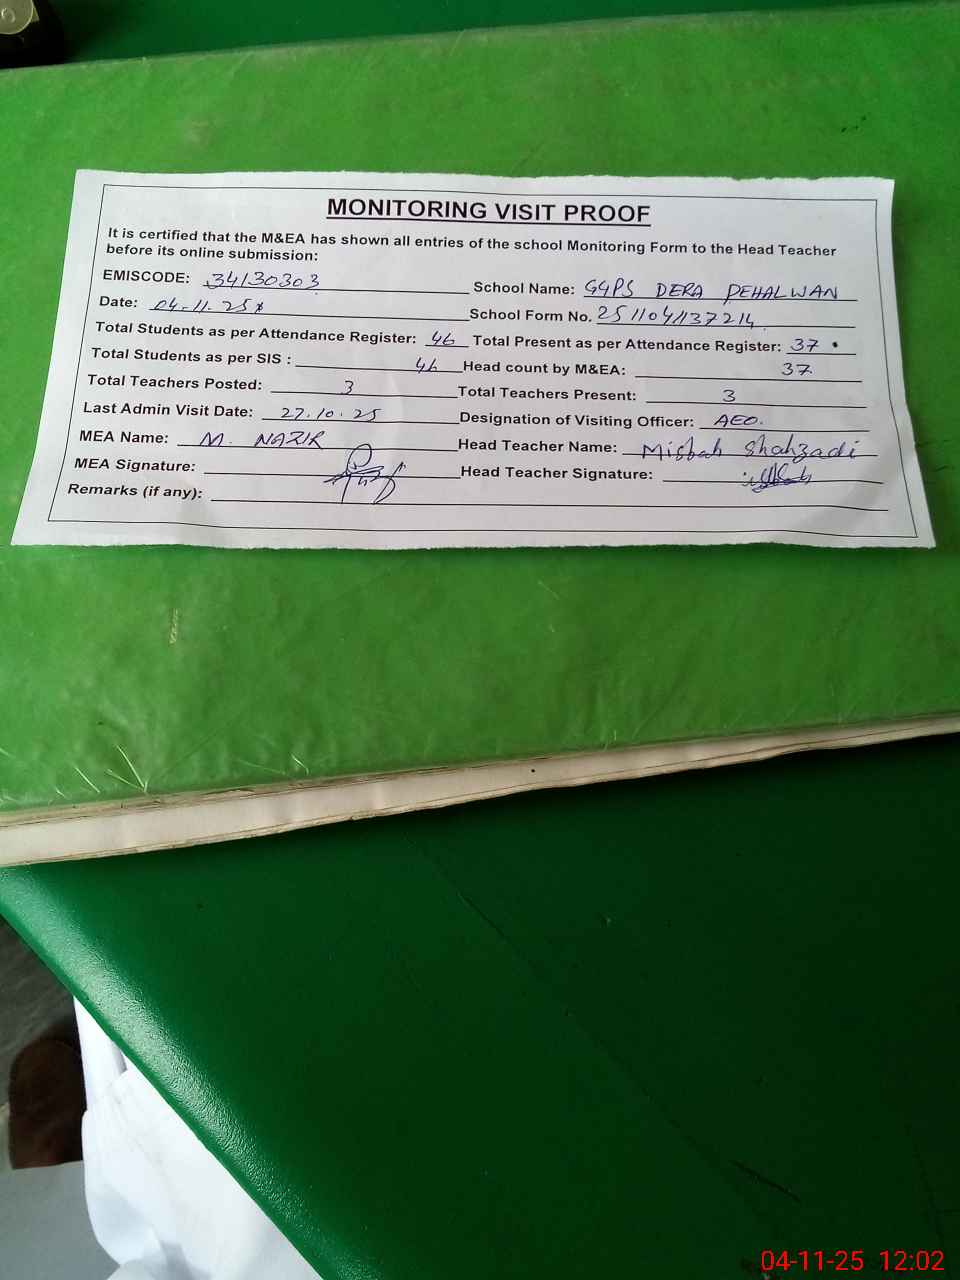 MONITORING VISIT PROOF
It is certified that the M&EA has shown all entries of the school Monitoring Form to the Head Teacher
before its online submission:
EMISCODE: 34130303 School Name: GGPS DERA PEHALWAN
Date: 04.11.25 School Form No. 2511041137214
Total Students as per Attendance Register: 46 Total Present as per Attendance Register: 37
Total Students as per SIS : 46 Head count by M&EA: 37
Total Teachers Posted: 3 Total Teachers Present: 3
Last Admin Visit Date: 27.10.25 Designation of Visiting Officer: AEO.
MEA Name: M. NAZIR Head Teacher Name: Misbah Shahzadi
MEA Signature: Head Teacher Signature:
Remarks (if any):
04-11-25 12:02